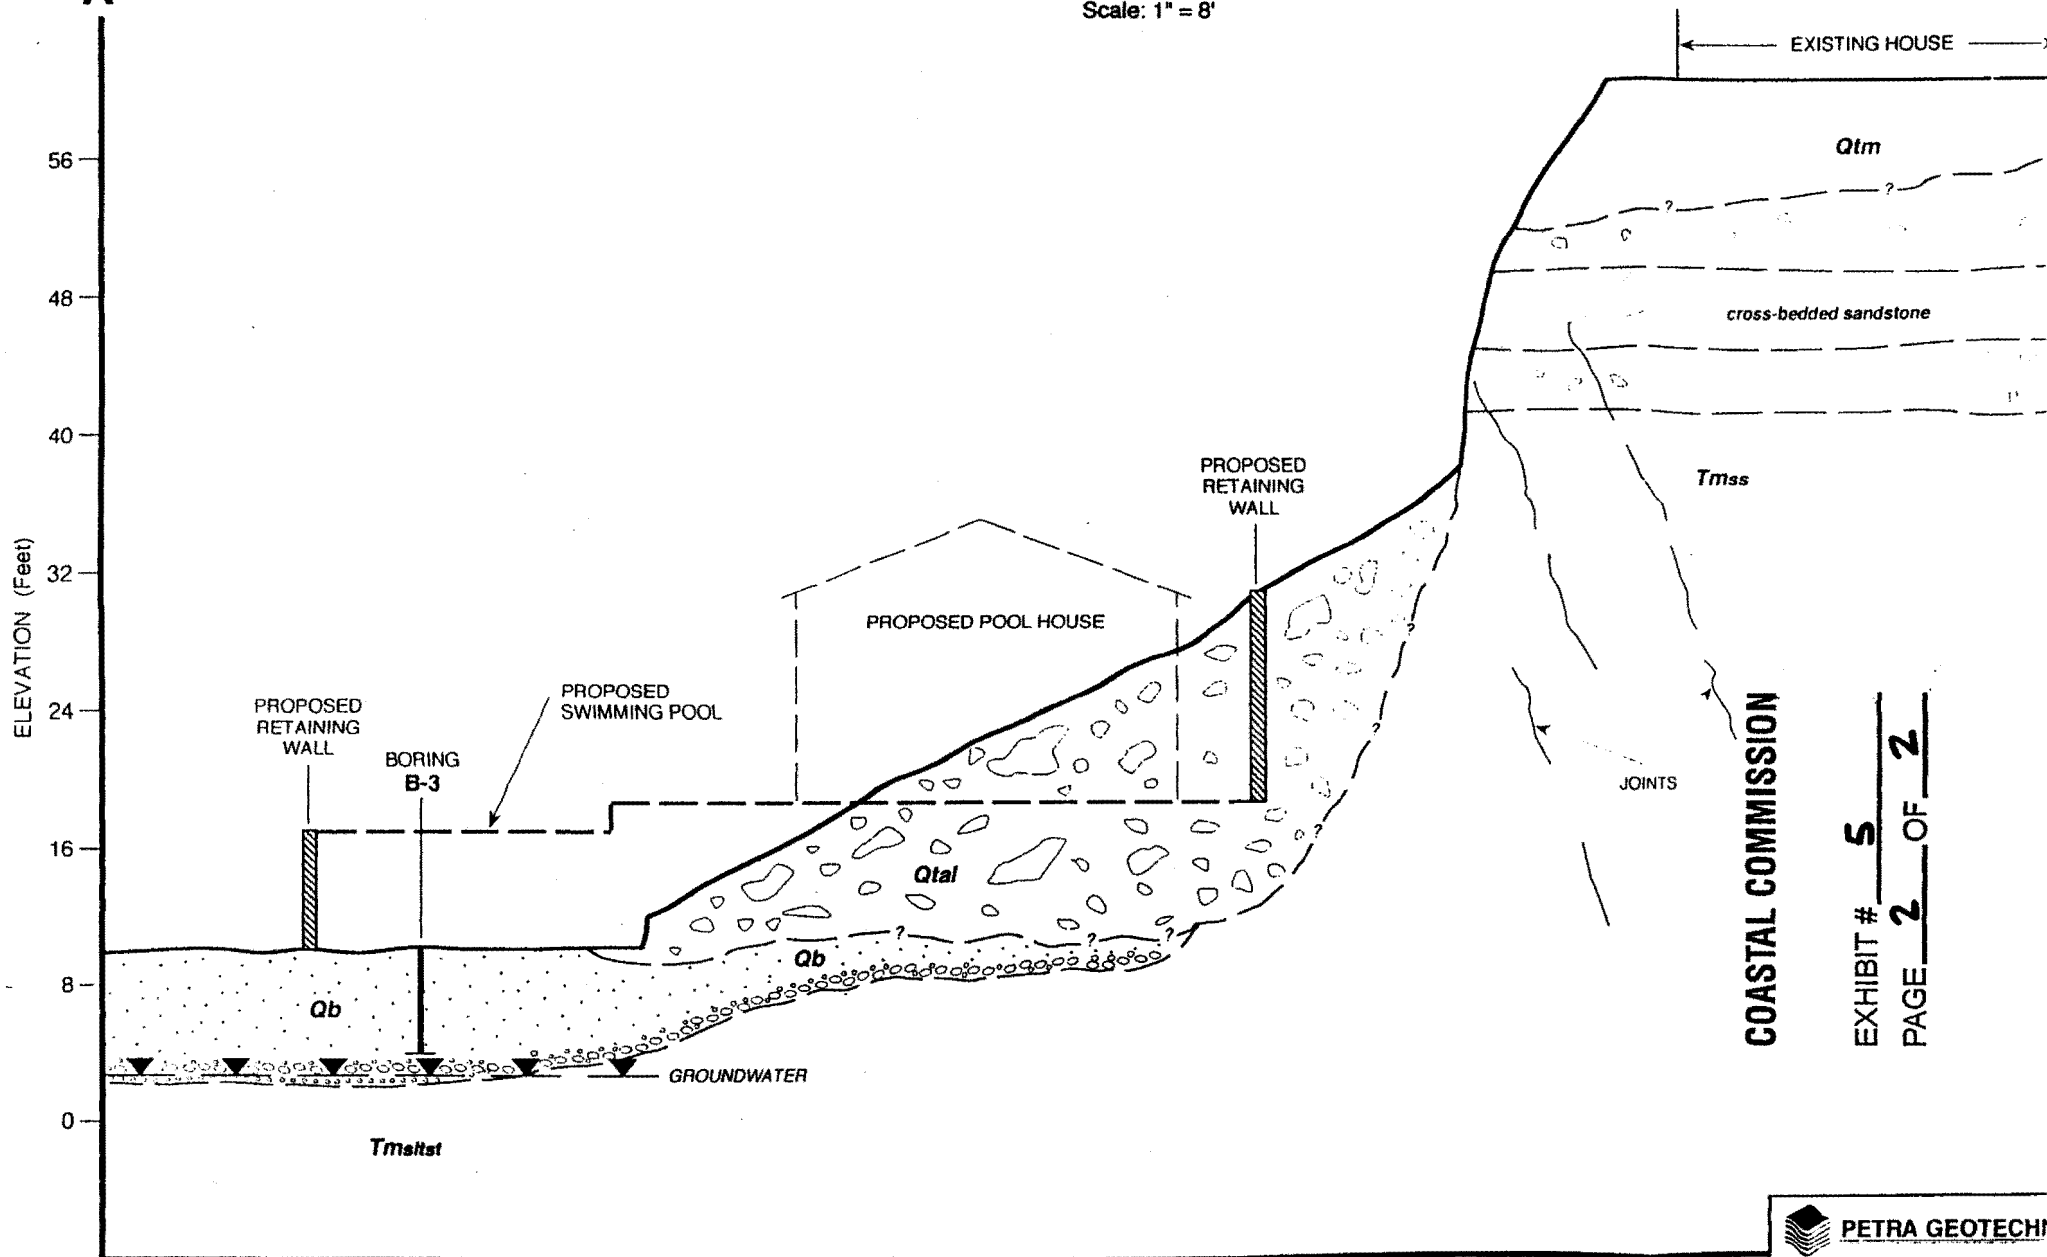 A
Scale: 1" = 8'
EXISTING HOUSE
56
Qtm
?
?
48
cross-bedded sandstone
40
PROPOSED
RETAINING
WALL
Tmss
ELEVATION (Feet)
32
PROPOSED POOL HOUSE
?
24
PROPOSED
RETAINING
WALL
PROPOSED
SWIMMING POOL
BORING
B-3
?
JOINTS
16
?
Qtal
?
?
?
Qb
8
Qb
GROUNDWATER
0
Tmsltst
COASTAL COMMISSION
EXHIBIT # 5
PAGE 2 OF 2
PETRA GEOTECH